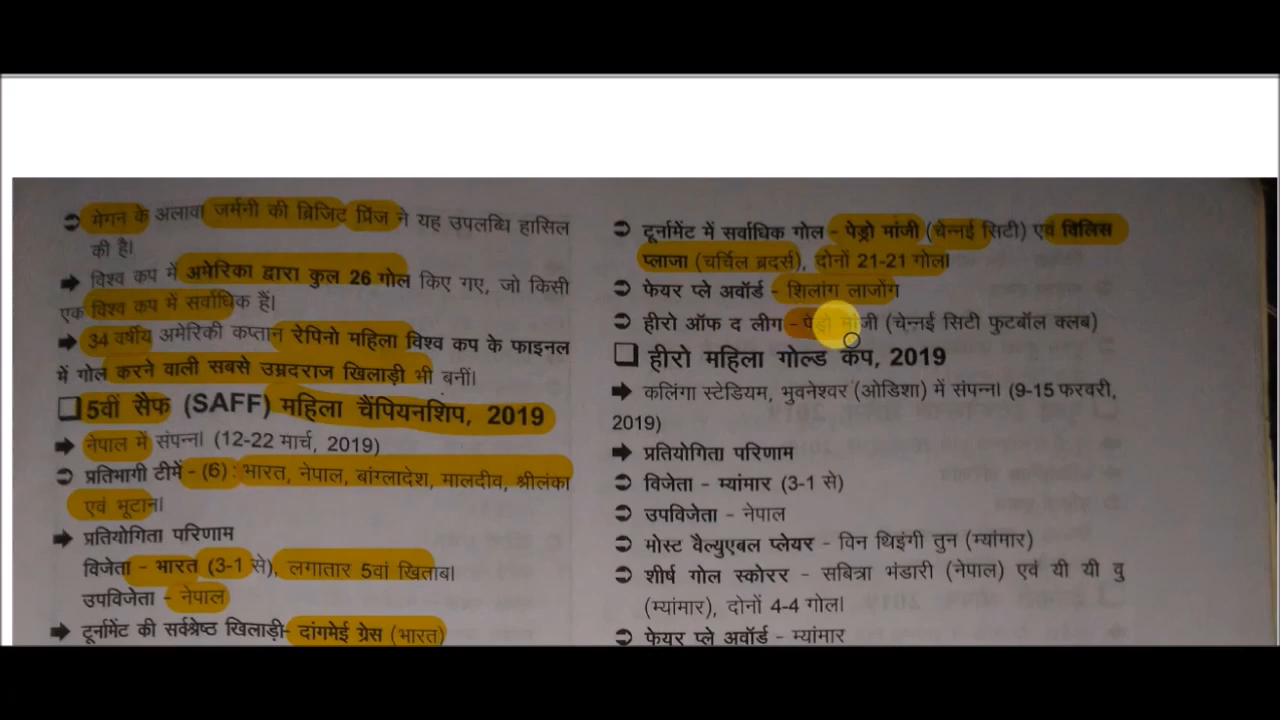 ➲ मेगन के अलावा जर्मनी की ब्रिजिट प्रिंज ने यह उपलब्धि हासिल
की है।
➡ विश्व कप में अमेरिका द्वारा कुल 26 गोल किए गए, जो किसी
एक विश्व कप में सर्वाधिक हैं।
➡ 34 वर्षीय अमेरिकी कप्तान रेपिनो महिला विश्व कप के फाइनल
में गोल करने वाली सबसे उम्रदराज खिलाड़ी भी बनीं।
❑ 5वीं सैफ (SAFF) महिला चैंपियनशिप, 2019
➡ नेपाल में संपन्न। (12-22 मार्च, 2019)
➲ प्रतिभागी टीमें - (6) : भारत, नेपाल, बांग्लादेश, मालदीव, श्रीलंका
एवं भूटान।
➡ प्रतियोगिता परिणाम
विजेता - भारत (3-1 से), लगातार 5वां खिताब।
उपविजेता - नेपाल
➡ टूर्नामेंट की सर्वश्रेष्ठ खिलाड़ी- दांगमेई ग्रेस (भारत)
➲ टूर्नामेंट में सर्वाधिक गोल - पेड्रो मांजी (चेन्नई सिटी) एवं विलिस
प्लाजा (चर्चिल ब्रदर्स), दोनों 21-21 गोल।
➲ फेयर प्ले अवॉर्ड - शिलांग लाजोंग
➲ हीरो ऑफ द लीग - पेड्रो मांजी (चेन्नई सिटी फुटबॉल क्लब)
❑ हीरो महिला गोल्ड कप, 2019
➡ कलिंगा स्टेडियम, भुवनेश्वर (ओडिशा) में संपन्न। (9-15 फरवरी,
2019)
➡ प्रतियोगिता परिणाम
➲ विजेता - म्यांमार (3-1 से)
➲ उपविजेता - नेपाल
➲ मोस्ट वैल्युएबल प्लेयर - विन थिइंगी तुन (म्यांमार)
➲ शीर्ष गोल स्कोरर - सबित्रा भंडारी (नेपाल) एवं यी यी वु
(म्यांमार), दोनों 4-4 गोल।
➲ फेयर प्ले अवॉर्ड - म्यांमार